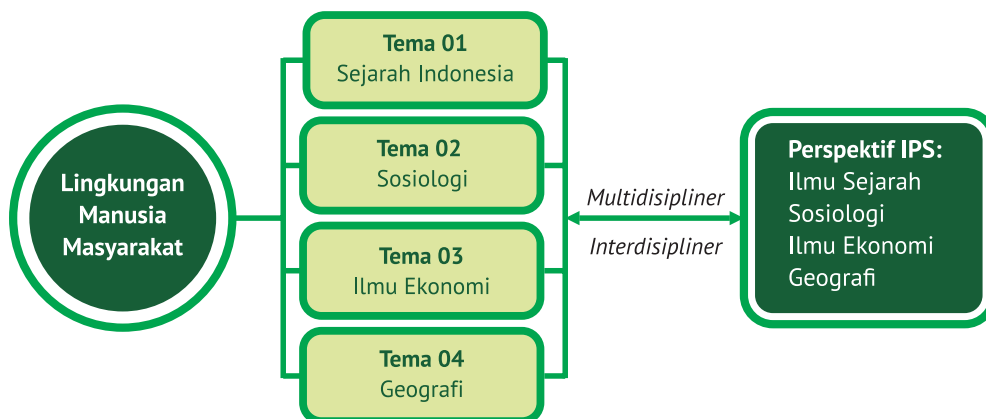 Lingkungan
Manusia
Masyarakat
Tema 01
Sejarah Indonesia
Tema 02
Sosiologi
Tema 03
Ilmu Ekonomi
Tema 04
Geografi
Multidisipliner
Interdisipliner
Perspektif IPS:
Ilmu Sejarah
Sosiologi
Ilmu Ekonomi
Geografi